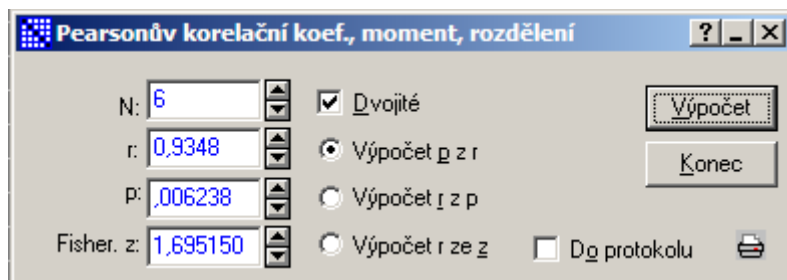 Pearsonův korelační koef., moment, rozdělení
N: 6 Dvojité Výpočet
r: 0,9348 Výpočet p z r
Konec
p: ,006238 Výpočet r z p
Fisher. z: 1,695150 Výpočet r ze z Do protokolu